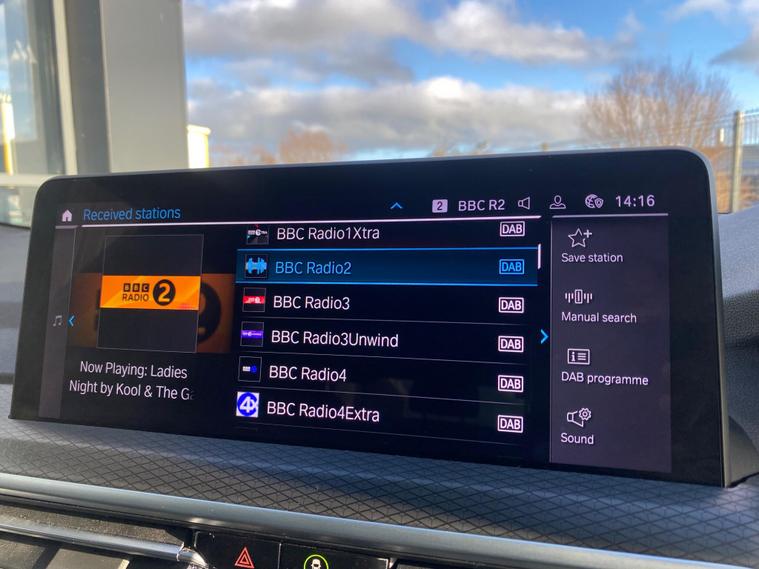 Received stations
2 BBC R2
14:16
BBC
RADIO 2
Now Playing: Ladies
Night by Kool & The Ga
BBC Radio1Xtra DAB
BBC Radio2 DAB
BBC Radio3 DAB
BBC Radio3Unwind DAB
BBC Radio4 DAB
4X BBC Radio4Extra DAB
Save station
Manual search
DAB programme
Sound